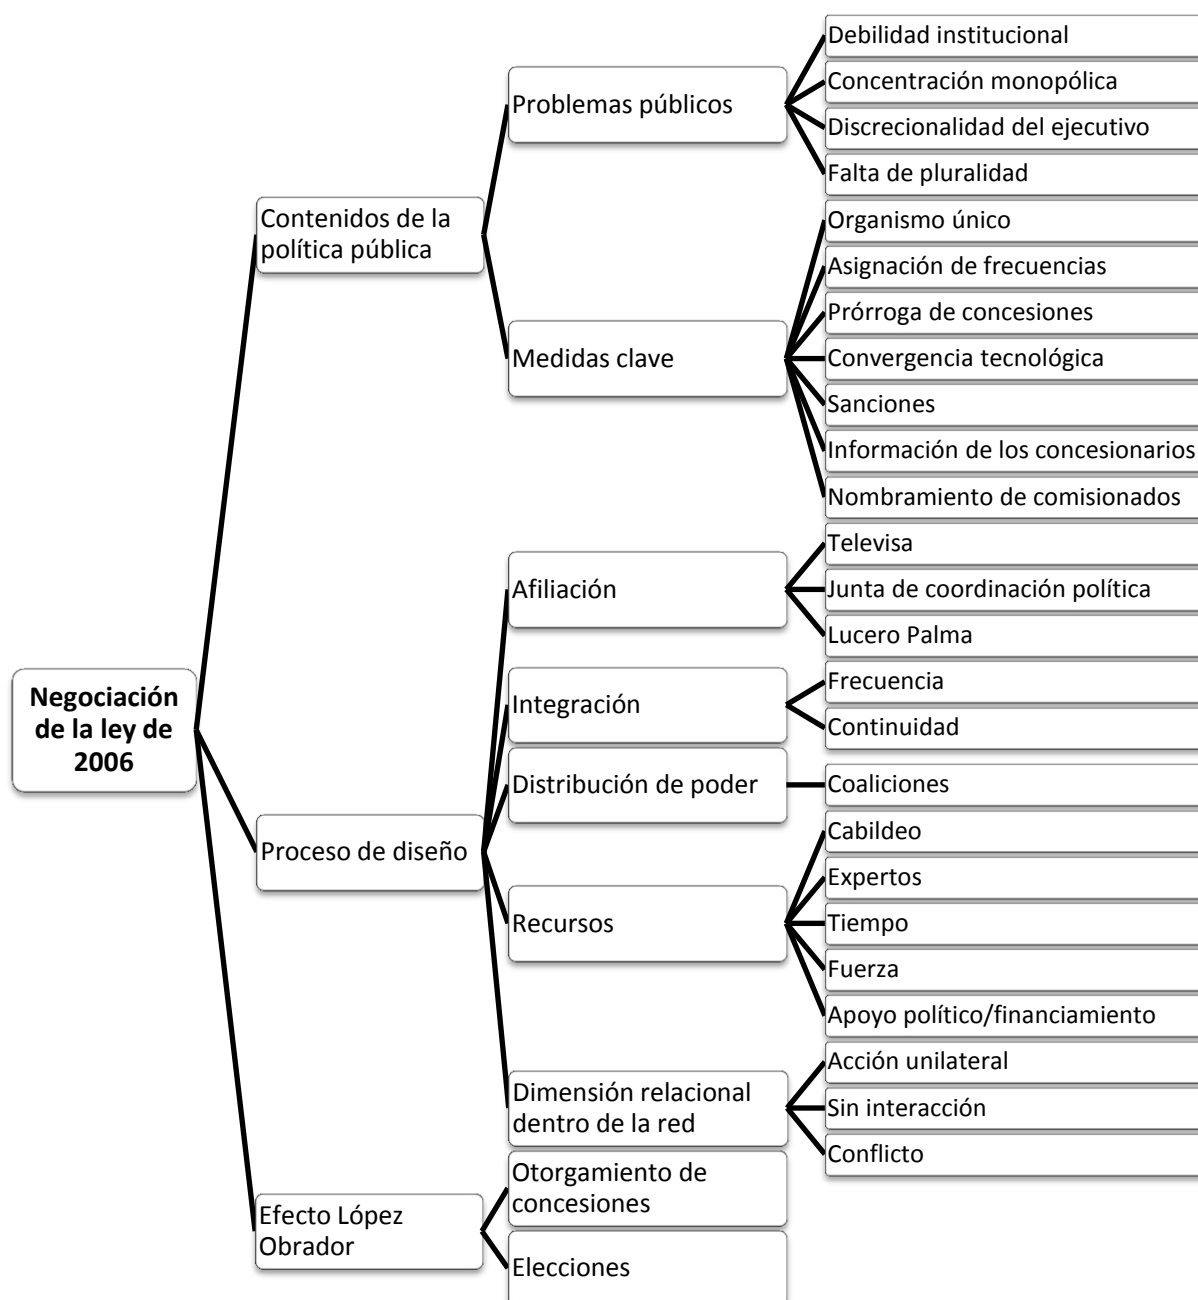 Negociación
de la ley de
2006
Contenidos de la
política pública
Problemas públicos
Debilidad institucional
Concentración monopólica
Discrecionalidad del ejecutivo
Falta de pluralidad
Medidas clave
Organismo único
Asignación de frecuencias
Prórroga de concesiones
Convergencia tecnológica
Sanciones
Información de los concesionarios
Nombramiento de comisionados
Proceso de diseño
Afiliación
Televisa
Junta de coordinación política
Lucero Palma
Integración
Frecuencia
Continuidad
Distribución de poder
Coaliciones
Recursos
Cabildeo
Expertos
Tiempo
Fuerza
Apoyo político/financiamiento
Dimensión relacional
dentro de la red
Acción unilateral
Sin interacción
Conflicto
Efecto López
Obrador
Otorgamiento de
concesiones
Elecciones